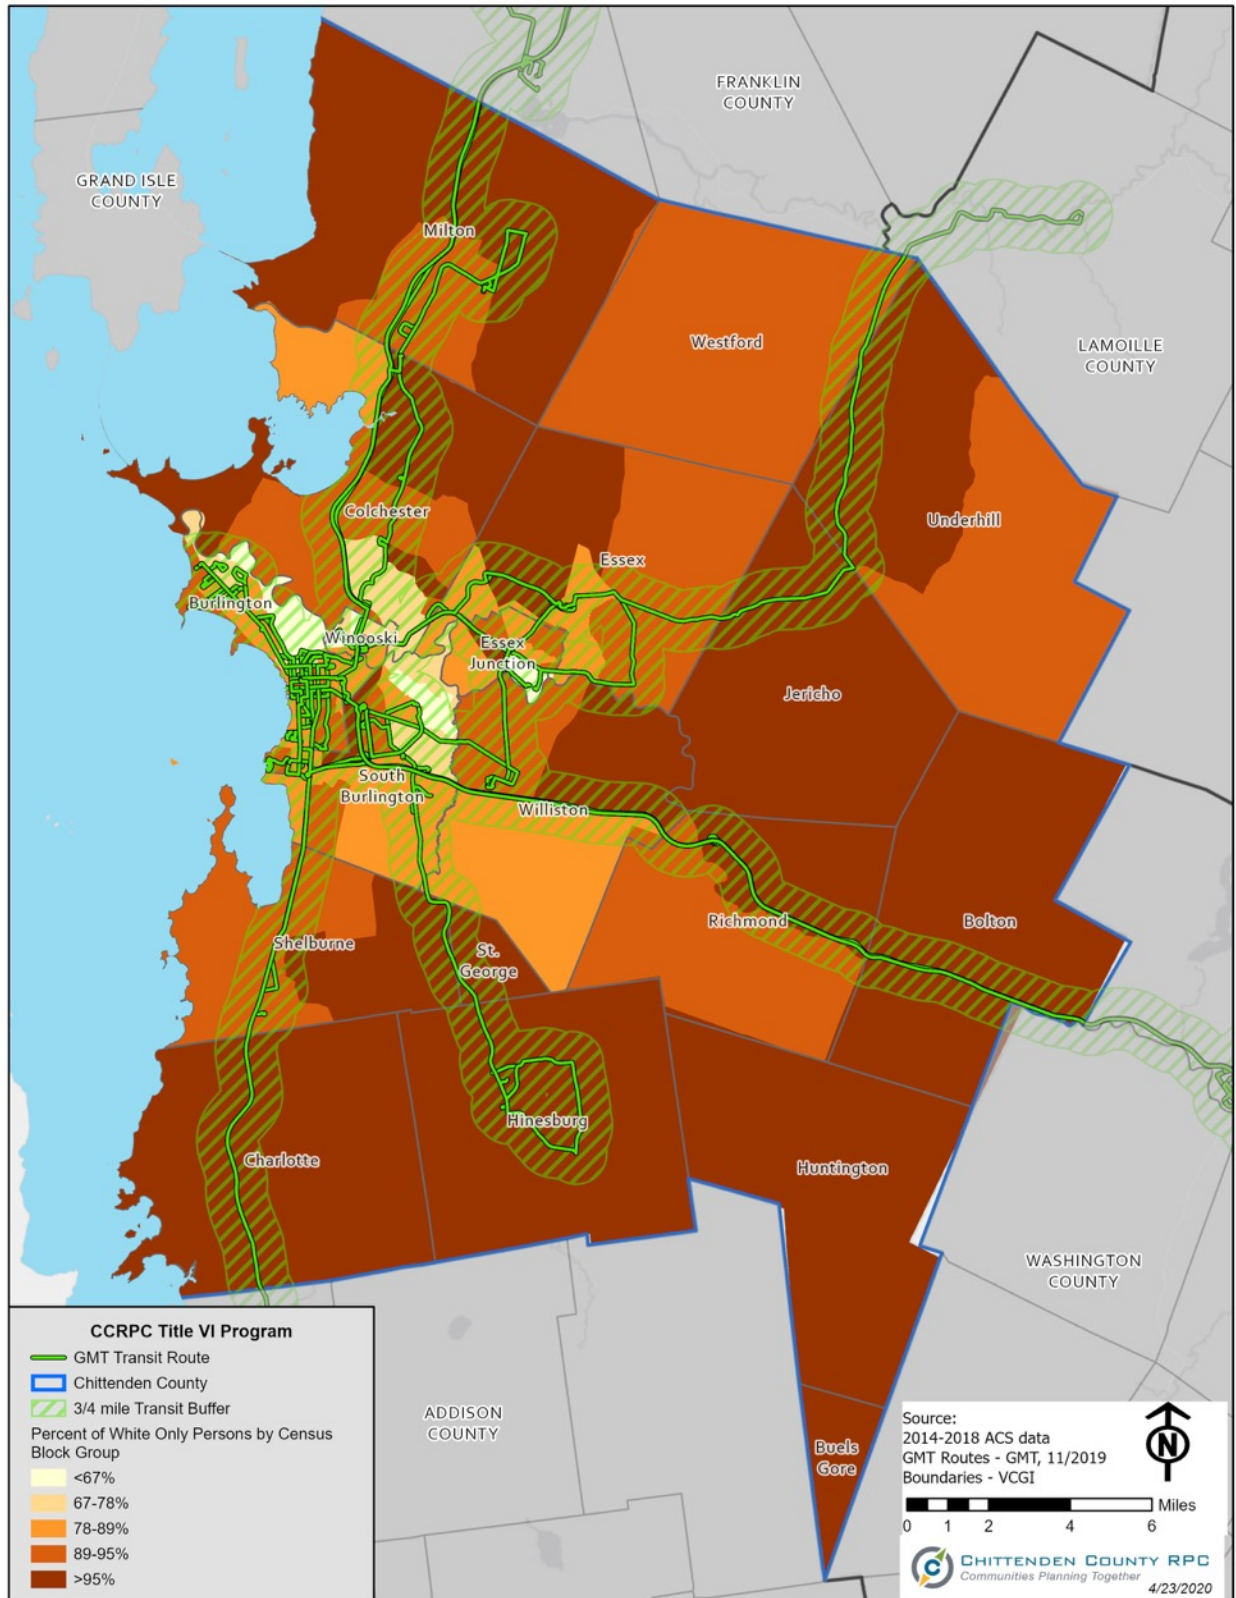 FRANKLIN
COUNTY
GRAND ISLE
COUNTY
Milton
Westford
LAMOILLE
COUNTY
Colchester
Underhill
Essex
Burlington
Winooski
Essex
Junction
Jericho
South
Burlington
Williston
Richmond
Bolton
Shelburne
St.
George
Hinesburg
Charlotte
Huntington
WASHINGTON
COUNTY
ADDISON
COUNTY
Buels
Gore
CCRPC Title VI Program
GMT Transit Route
Chittenden County
3/4 mile Transit Buffer
Percent of White Only Persons by Census
Block Group
<67%
67-78%
78-89%
89-95%
>95%
Source:
2014-2018 ACS data
GMT Routes - GMT, 11/2019
Boundaries - VCGI
N
Miles
0 1 2 4 6
C CHITTENDEN COUNTY RPC
Communities Planning Together
4/23/2020